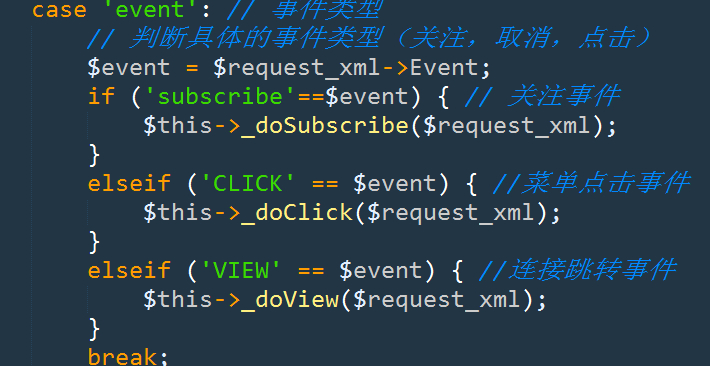 case 'event': // 事件类型
// 判断具体的事件类型（关注，取消，点击）
$event = $request_xml->Event;
if ('subscribe'==$event) { // 关注事件
$this->_doSubscribe($request_xml);
}
elseif ('CLICK' == $event) { //菜单点击事件
$this->_doClick($request_xml);
}
elseif ('VIEW' == $event) { //连接跳转事件
$this->_doView($request_xml);
}
break;